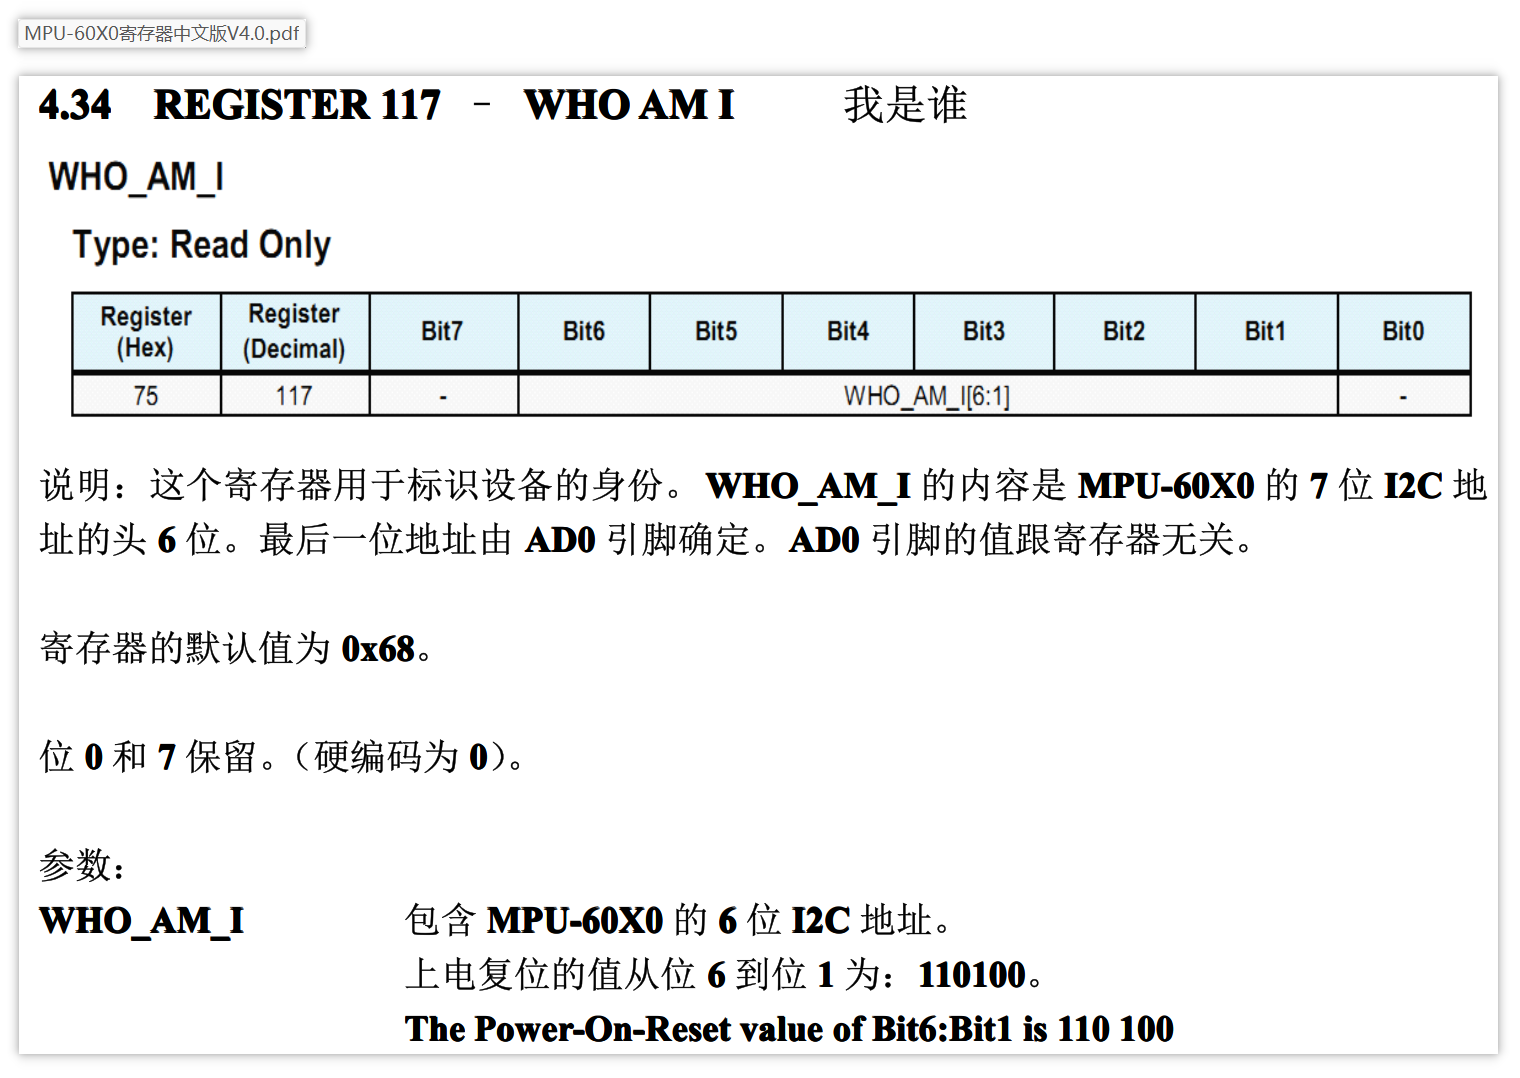 MPU-60X0寄存器中文版V4.0.pdf
4.34 REGISTER 117 - WHO AM I 我是谁
WHO_AM_I
Type: Read Only
Register (Hex) Register (Decimal) Bit7 Bit6 Bit5 Bit4 Bit3 Bit2 Bit1 Bit0
75 117 - WHO_AM_I[6:1] -
说明：这个寄存器用于标识设备的身份。WHO_AM_I 的内容是 MPU-60X0 的 7 位 I2C 地
址的头 6 位。最后一位地址由 AD0 引脚确定。AD0 引脚的值跟寄存器无关。
寄存器的默认值为 0x68。
位 0 和 7 保留。（硬编码为 0）。
参数：
WHO_AM_I 包含 MPU-60X0 的 6 位 I2C 地址。
上电复位的值从位 6 到位 1 为：110100。
The Power-On-Reset value of Bit6:Bit1 is 110 100